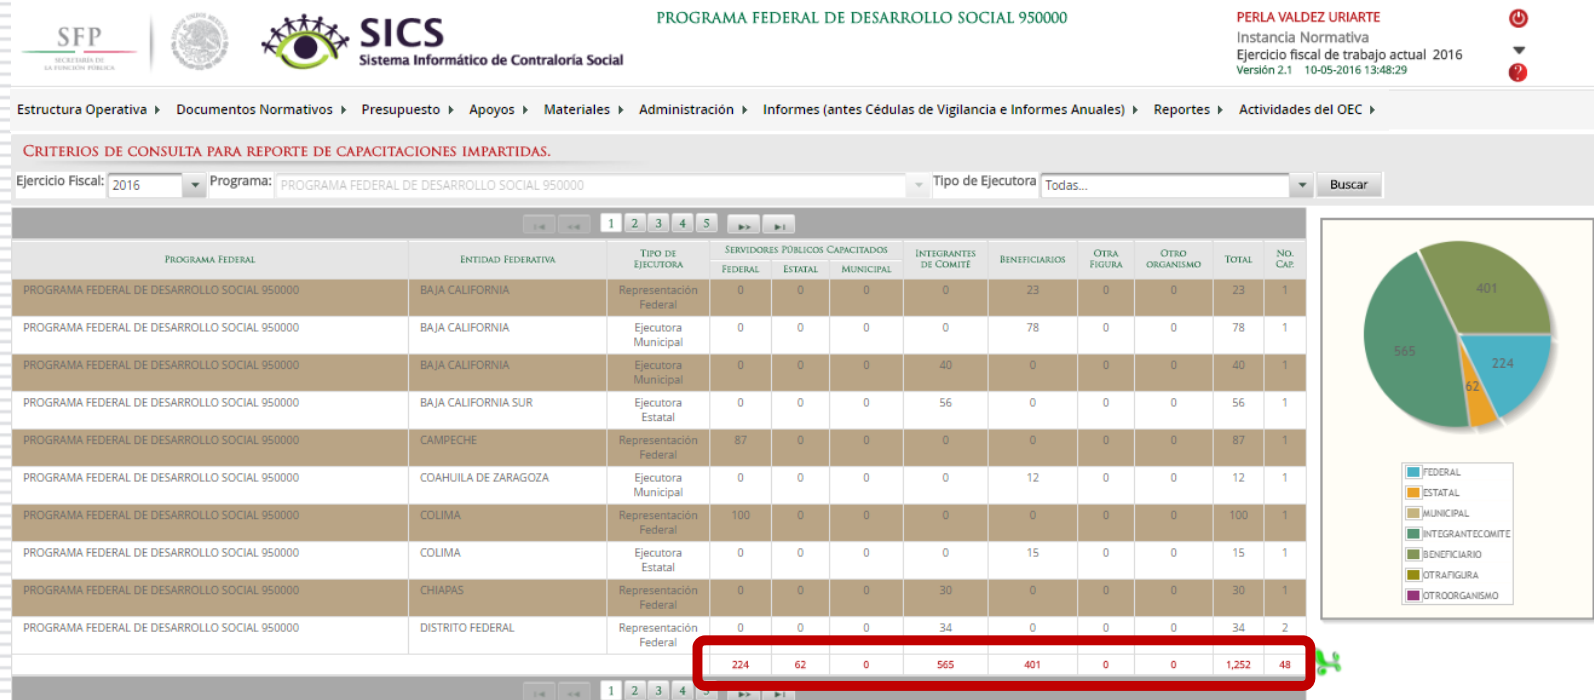 SFP
SECRETARÍA DE
LA FUNCIÓN PÚBLICA
SICS
Sistema Informático de Contraloría Social
PROGRAMA FEDERAL DE DESARROLLO SOCIAL 950000
PERLA VALDEZ URIARTE
Instancia Normativa
Ejercicio fiscal de trabajo actual 2016
Versión 2.1 10-05-2016 13:48:29
Estructura Operativa Documentos Normativos Presupuesto Apoyos Materiales Administración Informes (antes Cédulas de Vigilancia e Informes Anuales) Reportes Actividades del OEC
CRITERIOS DE CONSULTA PARA REPORTE DE CAPACITACIONES IMPARTIDAS.
Ejercicio Fiscal: 2016 Programa: PROGRAMA FEDERAL DE DESARROLLO SOCIAL 950000 Tipo de Ejecutora Todas... Buscar
1 2 3 4 5
PROGRAMA FEDERAL ENTIDAD FEDERATIVA TIPO DE EJECUTORA SERVIDORES PÚBLICOS CAPACITADOS INTEGRANTES DE COMITÉ BENEFICIARIOS OTRA FIGURA OTRO ORGANISMO TOTAL NO. CAP.
FEDERAL ESTATAL MUNICIPAL
PROGRAMA FEDERAL DE DESARROLLO SOCIAL 950000 BAJA CALIFORNIA Representación Federal 0 0 0 0 23 0 0 23 1
PROGRAMA FEDERAL DE DESARROLLO SOCIAL 950000 BAJA CALIFORNIA Ejecutora Municipal 0 0 0 0 78 0 0 78 1
PROGRAMA FEDERAL DE DESARROLLO SOCIAL 950000 BAJA CALIFORNIA Ejecutora Municipal 0 0 0 40 0 0 0 40 1
PROGRAMA FEDERAL DE DESARROLLO SOCIAL 950000 BAJA CALIFORNIA SUR Ejecutora Estatal 0 0 0 56 0 0 0 56 1
PROGRAMA FEDERAL DE DESARROLLO SOCIAL 950000 CAMPECHE Representación Federal 87 0 0 0 0 0 0 87 1
PROGRAMA FEDERAL DE DESARROLLO SOCIAL 950000 COAHUILA DE ZARAGOZA Ejecutora Municipal 0 0 0 0 12 0 0 12 1
PROGRAMA FEDERAL DE DESARROLLO SOCIAL 950000 COLIMA Representación Federal 100 0 0 0 0 0 0 100 1
PROGRAMA FEDERAL DE DESARROLLO SOCIAL 950000 COLIMA Ejecutora Estatal 0 0 0 0 15 0 0 15 1
PROGRAMA FEDERAL DE DESARROLLO SOCIAL 950000 CHIAPAS Representación Federal 0 0 0 30 0 0 0 30 1
PROGRAMA FEDERAL DE DESARROLLO SOCIAL 950000 DISTRITO FEDERAL Representación Federal 0 0 0 34 0 0 0 34 2
224 62 0 565 401 0 0 1,252 48
1 2 3 4 5
401
565
224
62
FEDERAL
ESTATAL
MUNICIPAL
INTEGRANTECOMITE
BENEFICIARIO
OTRAFIGURA
OTROORGANISMO